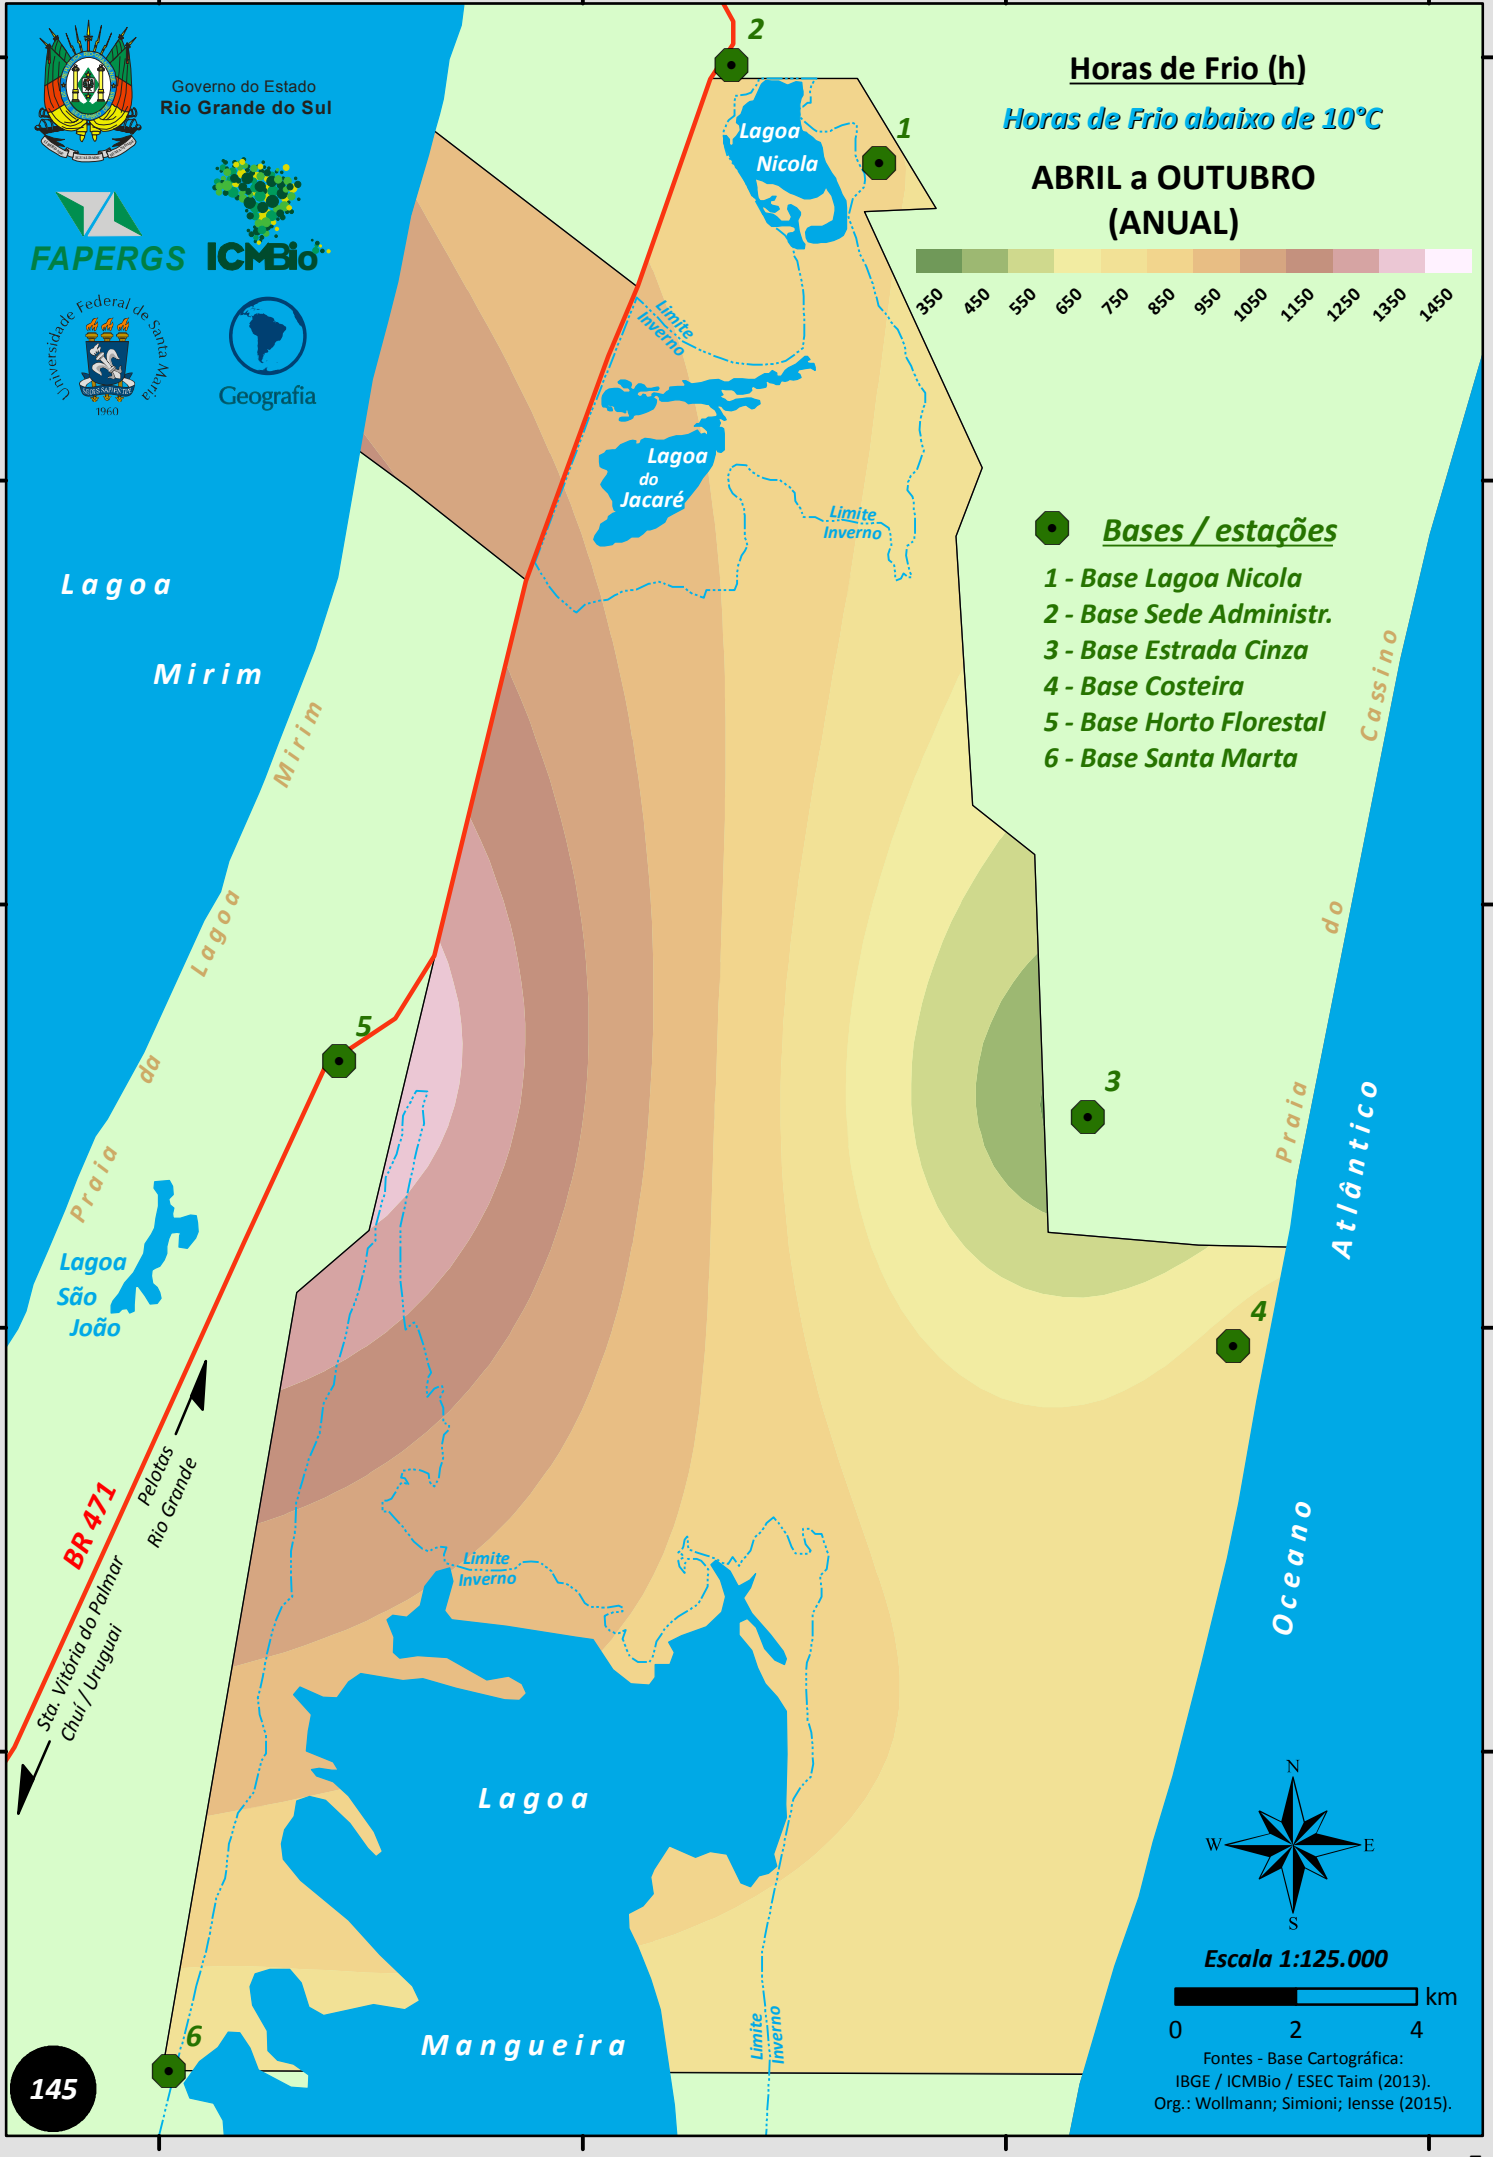 Governo do Estado
Rio Grande do Sul
FAPERGS
ICMBio
Universidade Federal de Santa Maria
1960
Geografia
Horas de Frio (h)
Horas de Frio abaixo de 10°C
ABRIL a OUTUBRO
(ANUAL)
350 450 550 650 750 850 950 1050 1150 1250 1350 1450
2
1
Lagoa
Nicola
Limite
Inverno
Lagoa
do
Jacaré
Limite
Inverno
Bases / estações
1 - Base Lagoa Nicola
2 - Base Sede Administr.
3 - Base Estrada Cinza
4 - Base Costeira
5 - Base Horto Florestal
6 - Base Santa Marta
Lagoa
Mirim
Praia da Lagoa Mirim
Praia do Cassino
5
3
4
Oceano Atlântico
Lagoa
São
João
BR 471
Pelotas
Rio Grande
Sta. Vitória do Palmar
Chuí / Uruguai
Limite
Inverno
Lagoa
Mangueira
Limite
Inverno
6
145
N
W
E
S
Escala 1:125.000
km
0 2 4
Fontes - Base Cartográfica:
IBGE / ICMBio / ESEC Taim (2013).
Org.: Wollmann; Simioni; Iensse (2015).